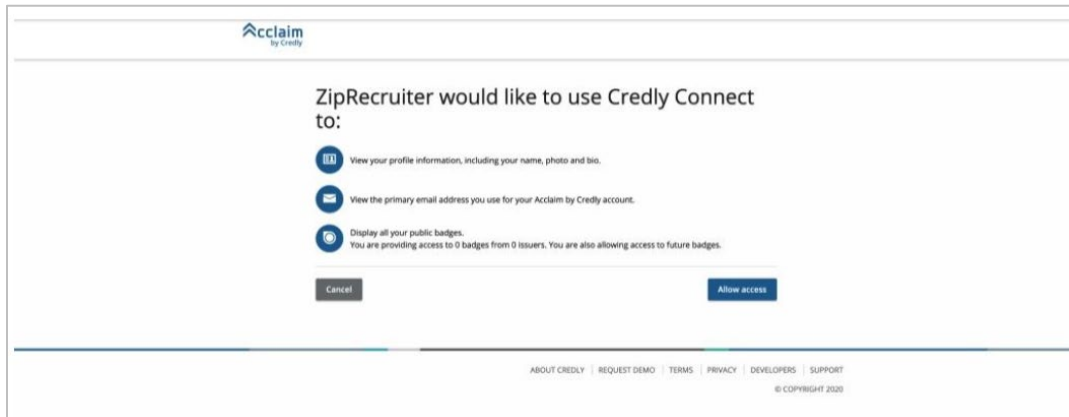 Acclaim
by Credly
ZipRecruiter would like to use Credly Connect
to:
View your profile information, including your name, photo and bio.
View the primary email address you use for your Acclaim by Credly account.
Display all your public badges.
You are providing access to 0 badges from 0 issuers. You are also allowing access to future badges.
Cancel
Allow access
ABOUT CREDLY | REQUEST DEMO | TERMS | PRIVACY | DEVELOPERS | SUPPORT
© COPYRIGHT 2020